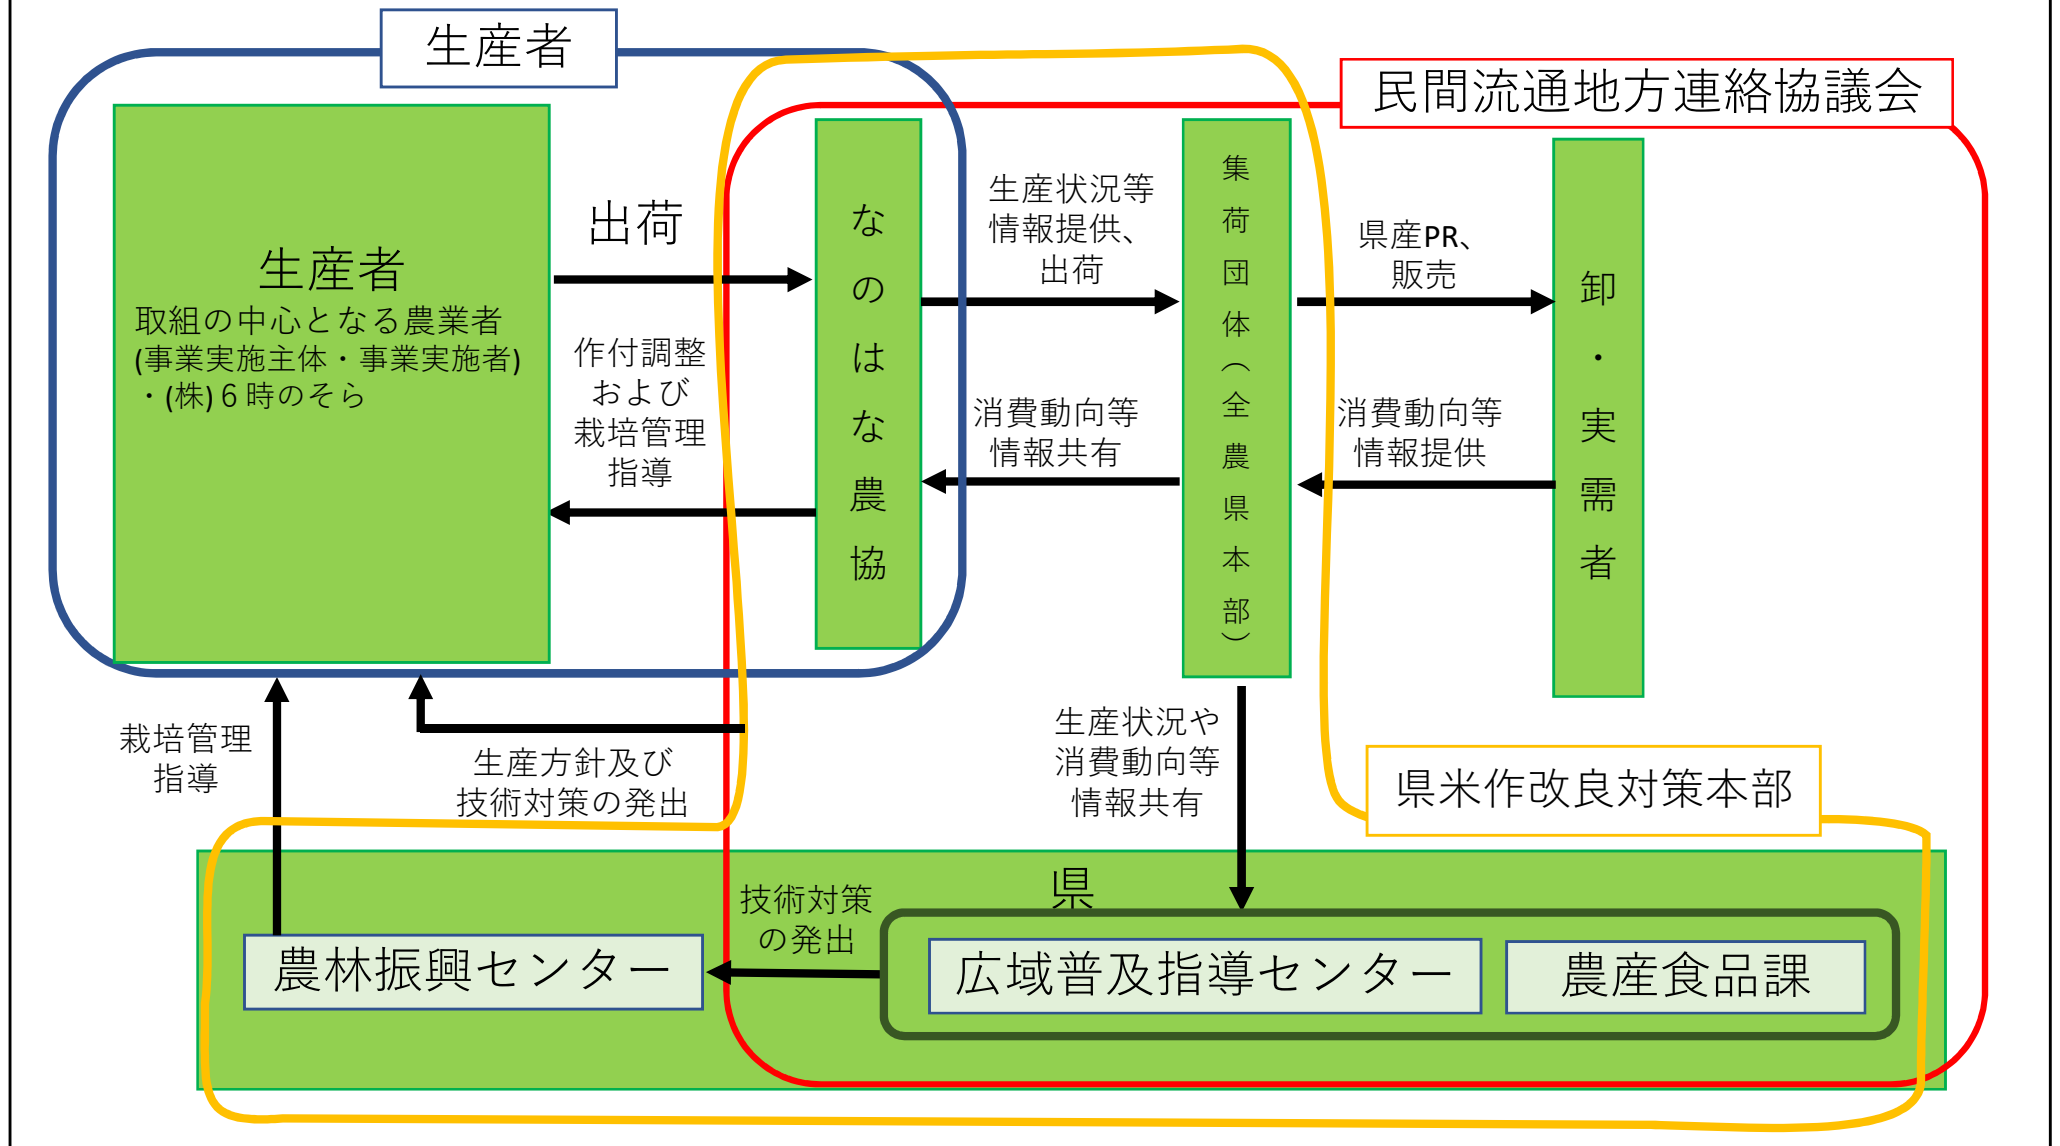 生産者
民間流通地方連絡協議会
生産者
取組の中心となる農業者
(事業実施主体・事業実施者)
・(株)６時のそら
出荷
作付調整
および
栽培管理
指導
なのはな農協
生産状況等
情報提供、
出荷
消費動向等
情報共有
集荷団体（全農県本部）
県産PR、
販売
消費動向等
情報提供
卸・実需者
栽培管理
指導
生産方針及び
技術対策の発出
生産状況や
消費動向等
情報共有
県米作改良対策本部
県
技術対策
の発出
農林振興センター
広域普及指導センター
農産食品課